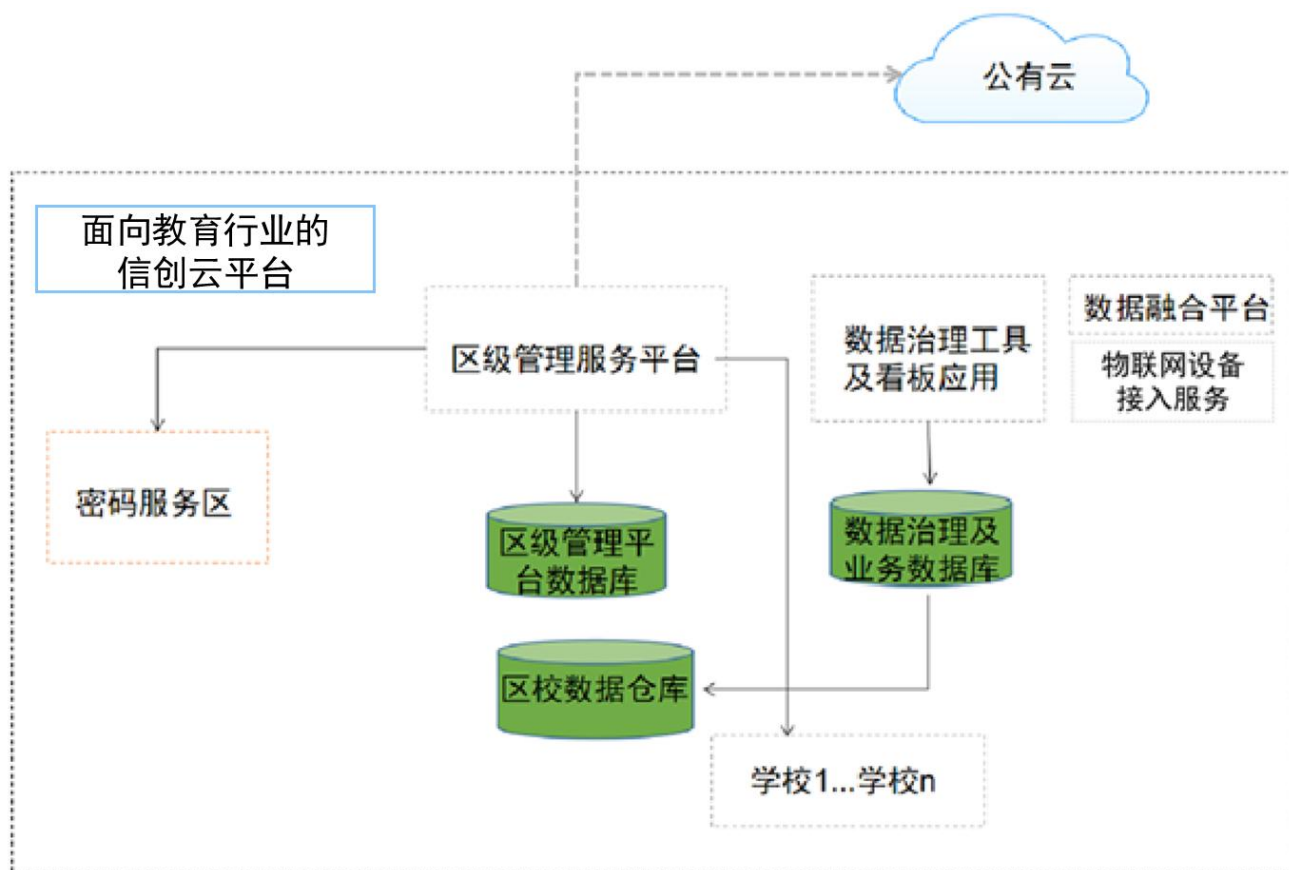 公有云
面向教育行业的
信创云平台
区级管理服务平台
数据治理工具
及看板应用
数据融合平台
物联网设备
接入服务
密码服务区
区级管理平
台数据库
数据治理及
业务数据库
区校数据仓库
学校1...学校n